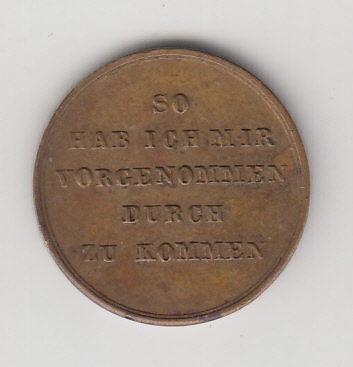 SO
HAB ICH MIR
VORGENOMMEN
DURCH
ZU KOMMEN